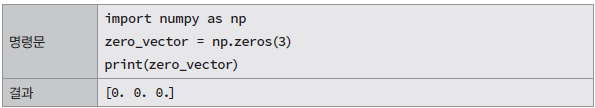 명령문
import numpy as np
zero_vector = np.zeros(3)
print(zero_vector)
결과
[0. 0. 0.]